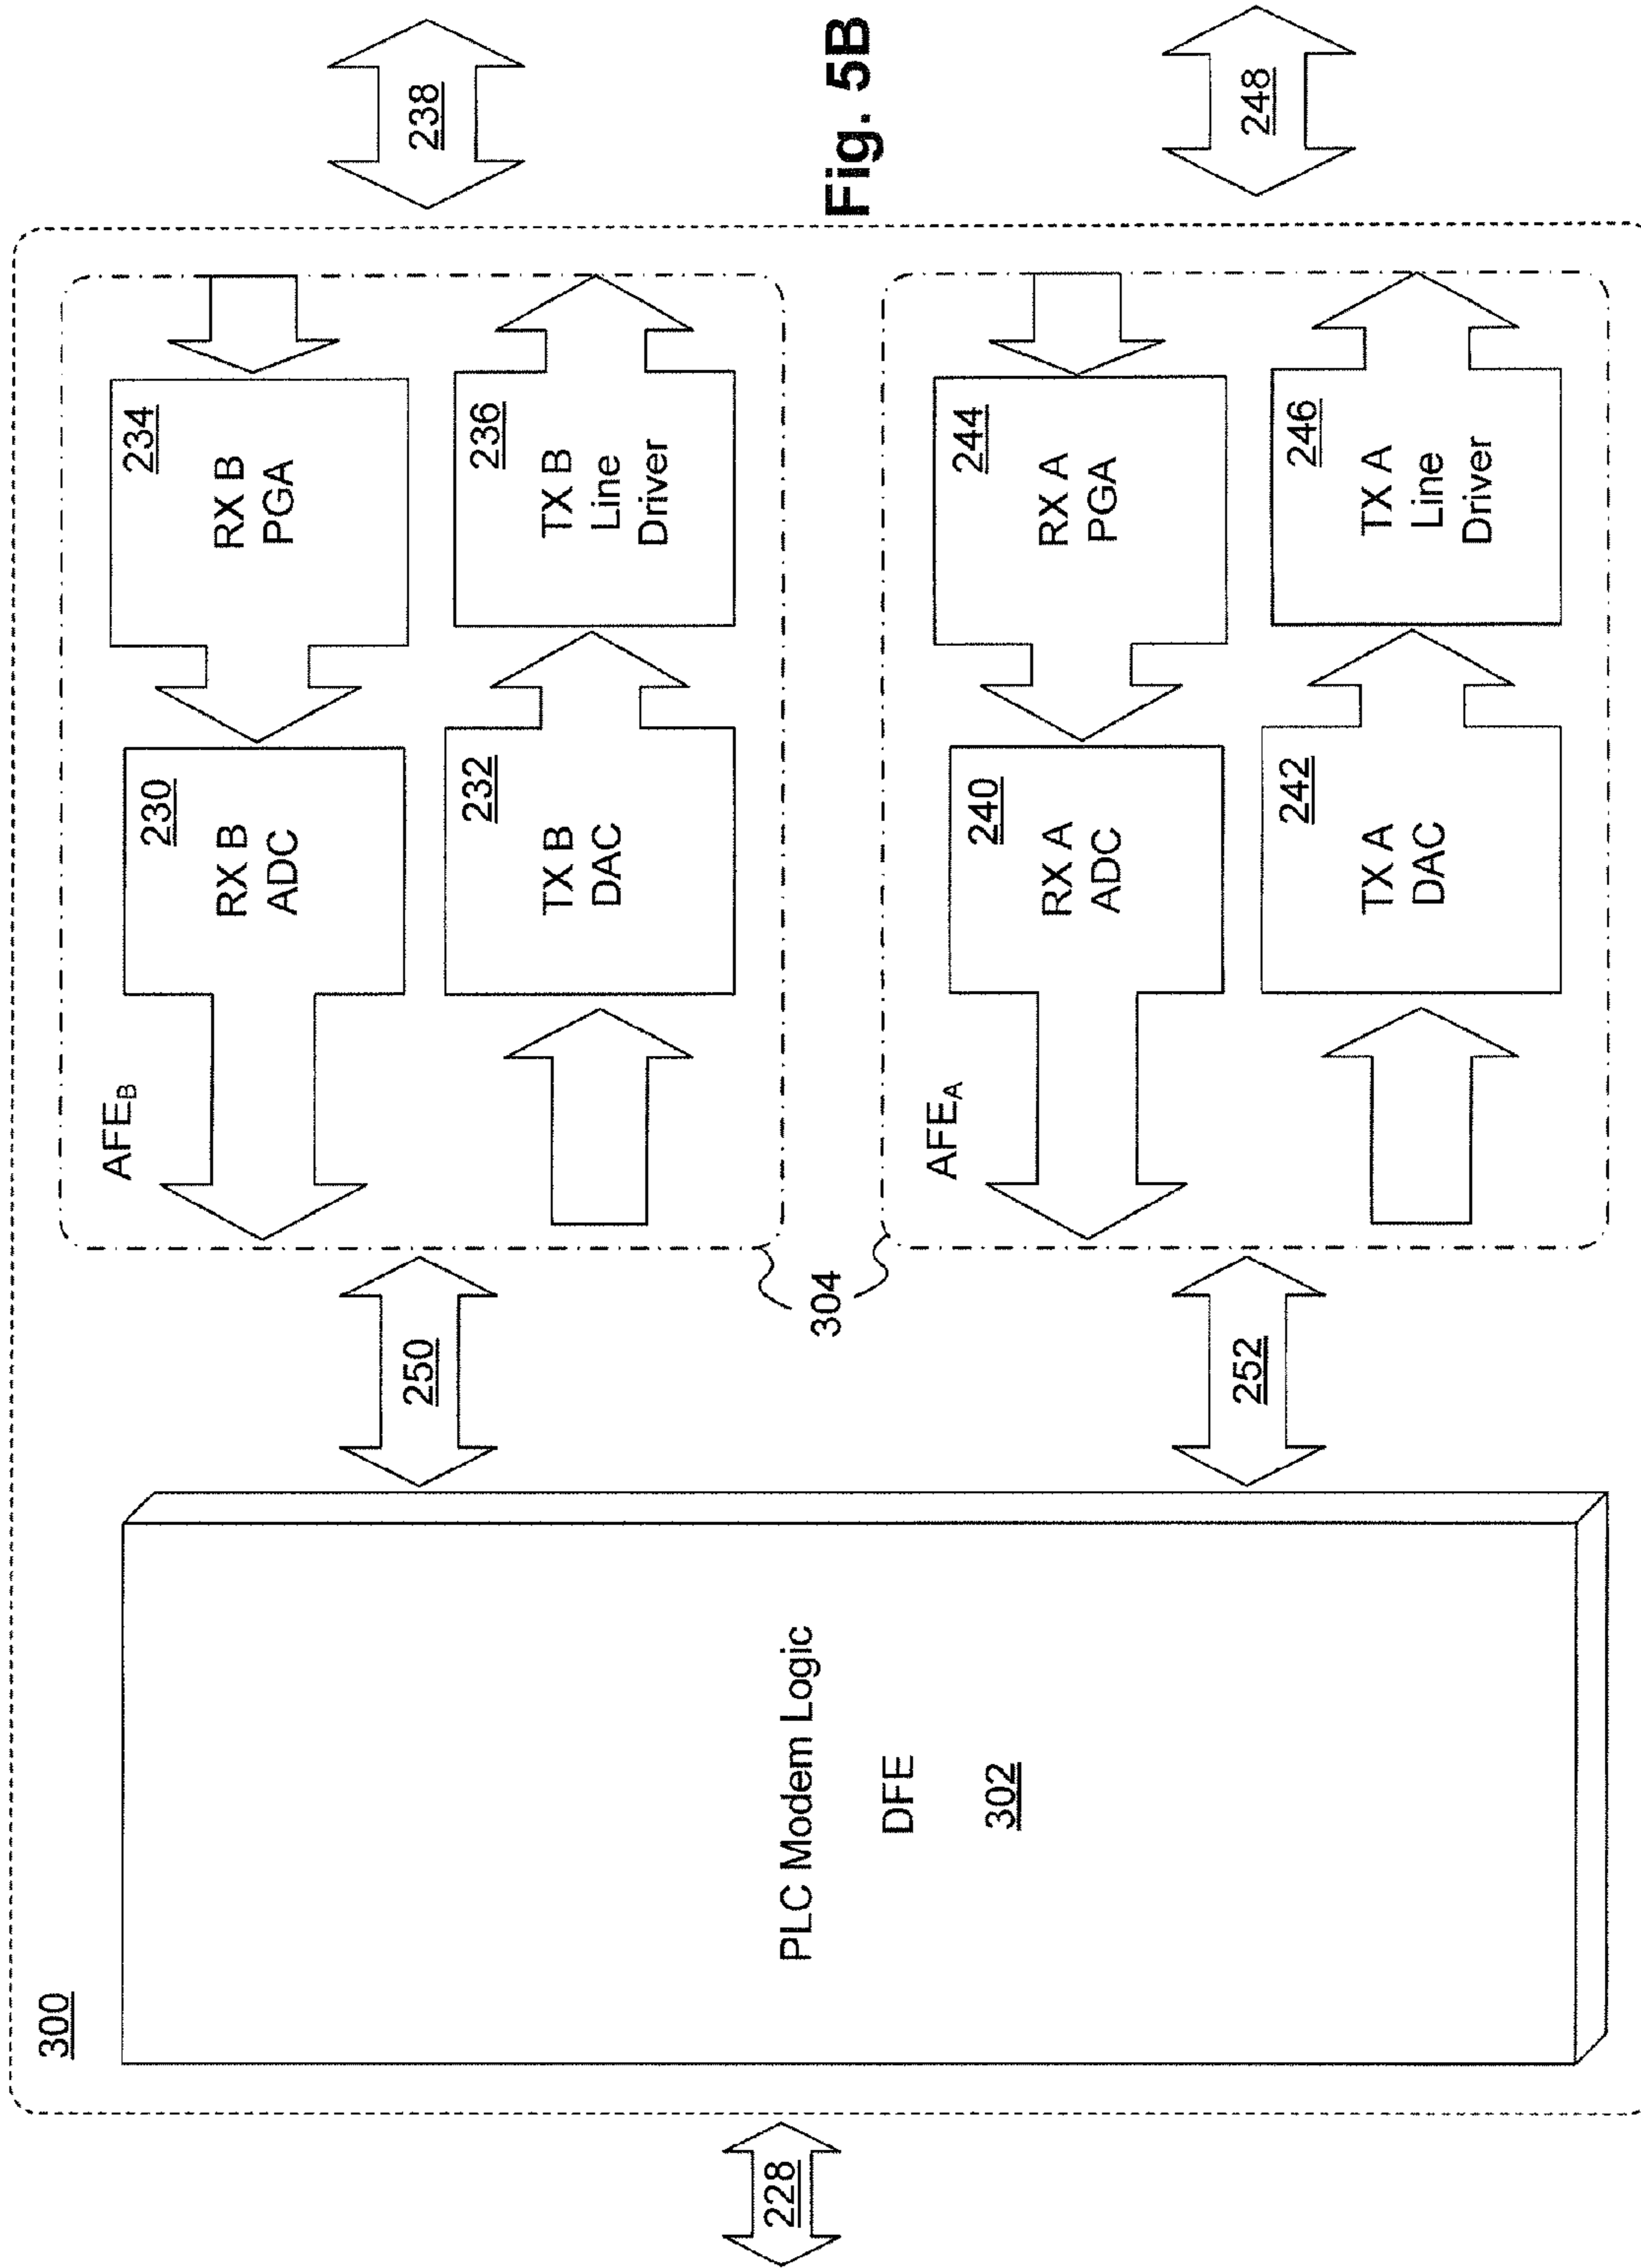 300
228
PLC Modem Logic
DFE
302
250
252
304
AFEB
230
RX B
ADC
234
RX B
PGA
232
TX B
DAC
236
TX B
Line
Driver
238
AFEA
240
RX A
ADC
244
RX A
PGA
242
TX A
DAC
246
TX A
Line
Driver
248
Fig. 5B